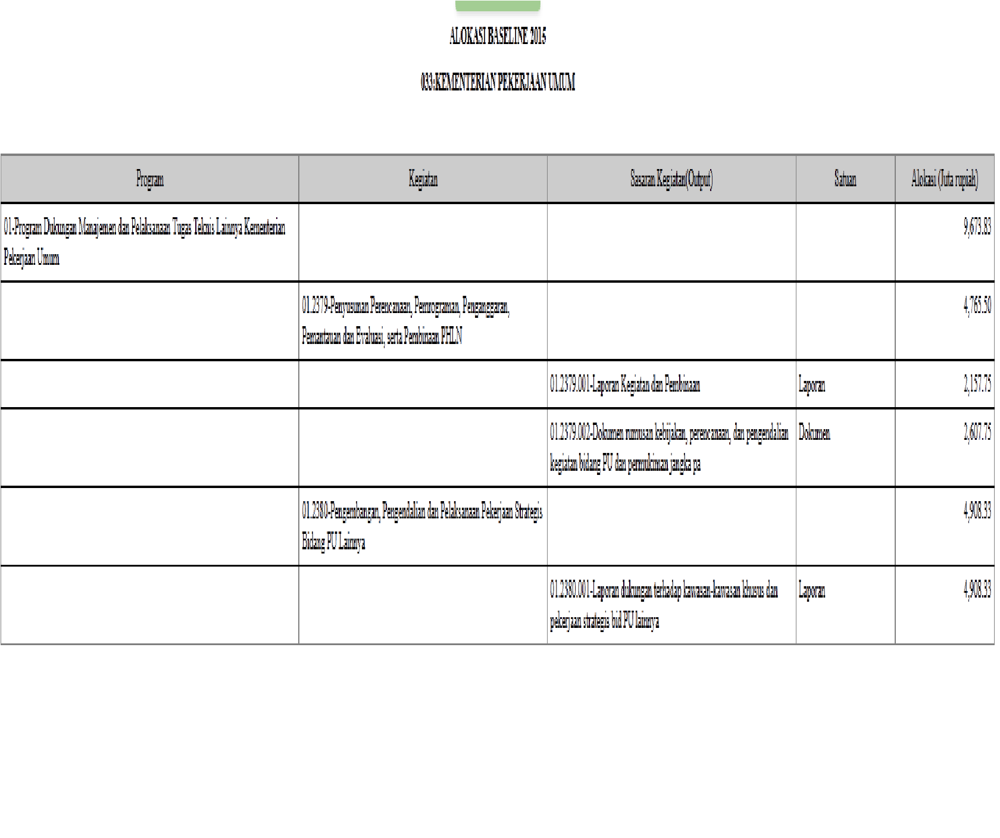 ALOKASI BASELINE 2015
033:KEMENTERIAN PEKERJAAN UMUM
Program Kegiatan Sasaran Kegiatan(Output) Satuan Alokasi (Juta rupiah)
01-Program Dukungan Manajemen dan Pelaksanaan Tugas Teknis Lainnya Kementerian 9,673.83
Pekerjaan Umum
01.2379-Penyusunan Perencanaan, Pemrograman, Penganggaran, 4,765.50
Pemantauan dan Evaluasi, serta Pembinaan PHLN
01.2379.001-Laporan Kegiatan dan Pembinaan Laporan 2,157.75
01.2379.002-Dokumen rumusan kebijakan, perencanaan, dan pengendalian Dokumen 2,607.75
kegiatan bidang PU dan permukiman jangka pa
01.2380-Pengembangan, Pengendalian dan Pelaksanaan Pekerjaan Strategis 4,908.33
Bidang PU Lainnya
01.2380.001-Laporan dukungan terhadap kawasan-kawasan khusus dan Laporan 4,908.33
pekerjaan strategis bid PU lainnya